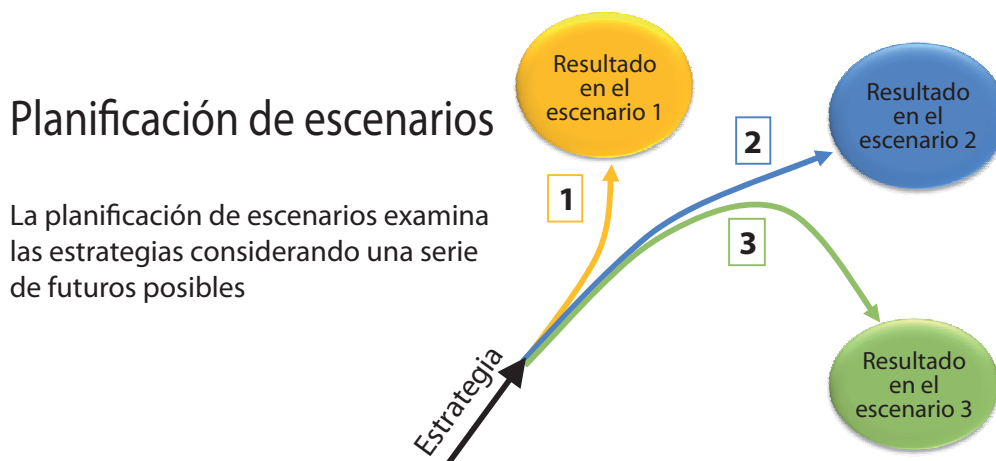 Planificación de escenarios
La planificación de escenarios examina
las estrategias considerando una serie
de futuros posibles
Resultado
en el
escenario 1
Resultado
en el
escenario 2
Resultado
en el
escenario 3
1
2
3
Estrategia